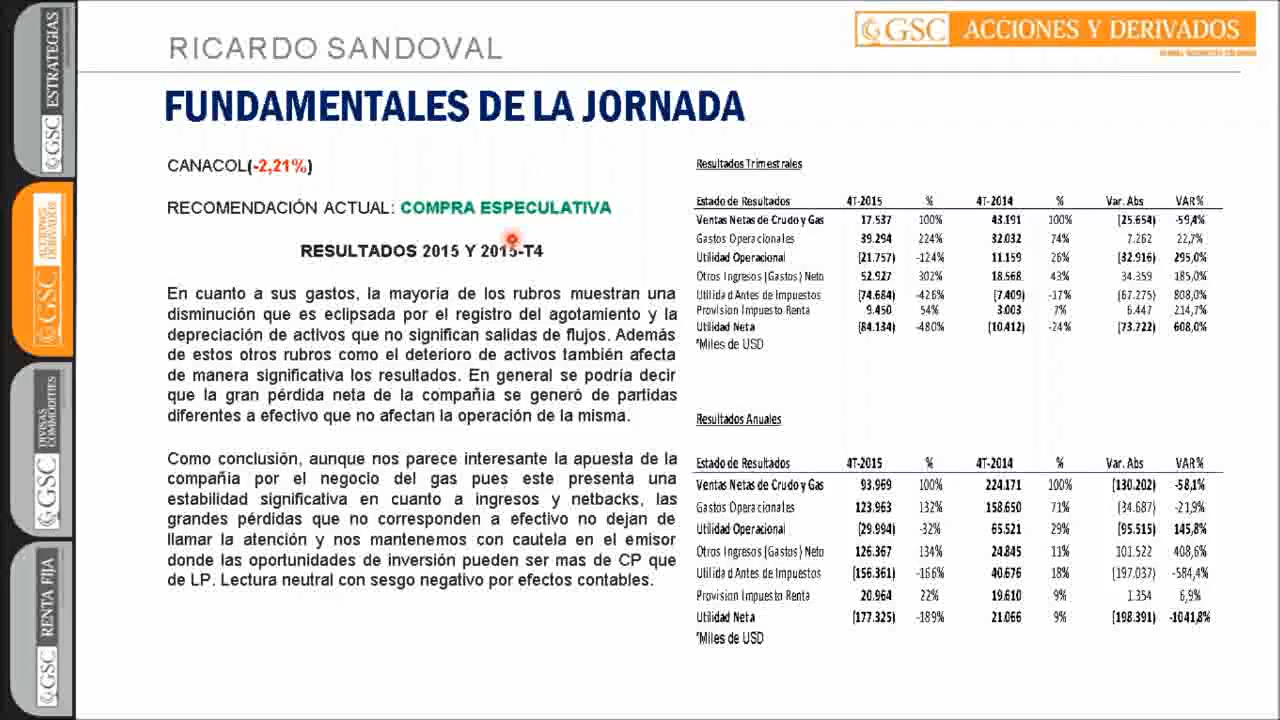 RICARDO SANDOVAL
GSC ACCIONES Y DERIVADOS
FUNDAMENTALES DE LA JORNADA
GSC ESTRATEGIAS
GSC ACCIONES DERIVADOS
GSC DIVISAS COMMODITIES
GSC RENTA FIJA
CANACOL(-2,21%)
RECOMENDACIÓN ACTUAL: COMPRA ESPECULATIVA
RESULTADOS 2015 Y 2015-T4
En cuanto a sus gastos, la mayoría de los rubros muestran una
disminución que es eclipsada por el registro del agotamiento y la
depreciación de activos que no significan salidas de flujos. Además
de estos otros rubros como el deterioro de activos también afecta
de manera significativa los resultados. En general se podría decir
que la gran pérdida neta de la compañia se generó de partidas
diferentes a efectivo que no afectan la operación de la misma.
Como conclusión, aunque nos parece interesante la apuesta de la
compañia por el negocio del gas pues este presenta una
estabilidad significativa en cuanto a ingresos y netbacks, las
grandes pérdidas que no corresponden a efectivo no dejan de
llamar la atención y nos mantenemos con cautela en el emisor
donde las oportunidades de inversión pueden ser mas de CP que
de LP. Lectura neutral con sesgo negativo por efectos contables.
Resultados Trimestrales
Estado de Resultados 4T-2015 % 4T-2014 % Var. Abs VAR %
Ventas Netas de Crudo y Gas 17.537 100% 43.191 100% (25.654) -59,4%
Gastos Operacionales 39.294 224% 32.032 74% 7.262 22,7%
Utilidad Operacional (21.757) -124% 11.159 26% (32.916) 295,0%
Otros Ingresos (Gastos) Neto 52.927 302% 18.568 43% 34.359 185,0%
Utilidad Antes de Impuestos (74.684) -426% (7.409) -17% (67.275) 808,0%
Provision Impuesto Renta 9.450 54% 3.003 7% 6.447 214,7%
Utilidad Neta (84.134) -480% (10.412) -24% (73.722) 608,0%
*Miles de USD
Resultados Anuales
Estado de Resultados 4T-2015 % 4T-2014 % Var. Abs VAR %
Ventas Netas de Crudo y Gas 93.969 100% 224.171 100% (130.202) -58,1%
Gastos Operacionales 123.963 132% 158.650 71% (34.687) -21,9%
Utilidad Operacional (29.994) -32% 65.521 29% (95.515) 145,8%
Otros Ingresos (Gastos) Neto 126.367 134% 24.845 11% 101.522 408,6%
Utilidad Antes de Impuestos (156.361) -166% 40.676 18% (197.037) -584,4%
Provision Impuesto Renta 20.964 22% 19.610 9% 1.354 6,9%
Utilidad Neta (177.325) -189% 21.066 9% (198.391) -1041,8%
*Miles de USD